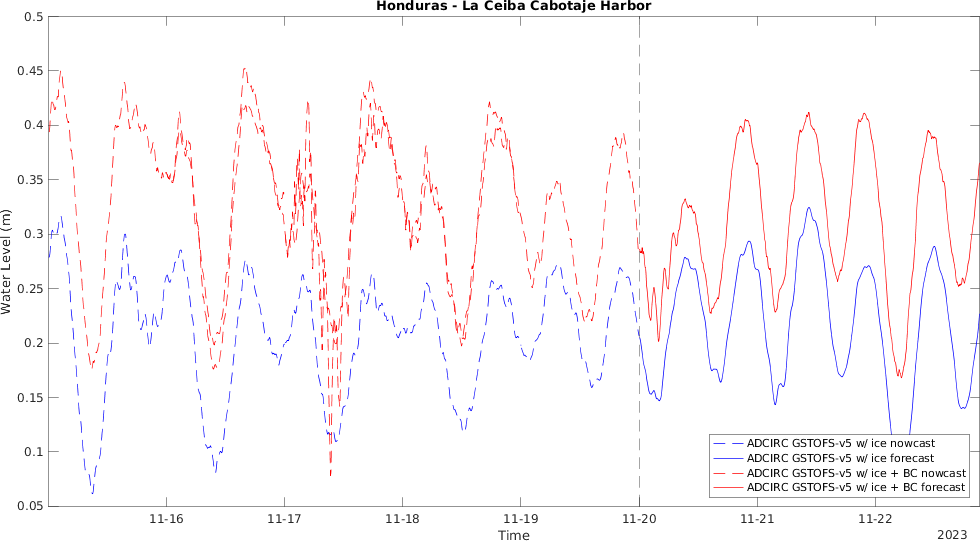 Honduras - La Ceiba Cabotaje Harbor
0.5
0.45
0.4
0.35
0.3
0.25
0.2
0.15
0.1
0.05
Water Level (m)
ADCIRC GSTOFS-v5 w/ ice nowcast
ADCIRC GSTOFS-v5 w/ ice forecast
ADCIRC GSTOFS-v5 w/ ice + BC nowcast
ADCIRC GSTOFS-v5 w/ ice + BC forecast
11-16 11-17 11-18 11-19 11-20 11-21 11-22
Time
2023